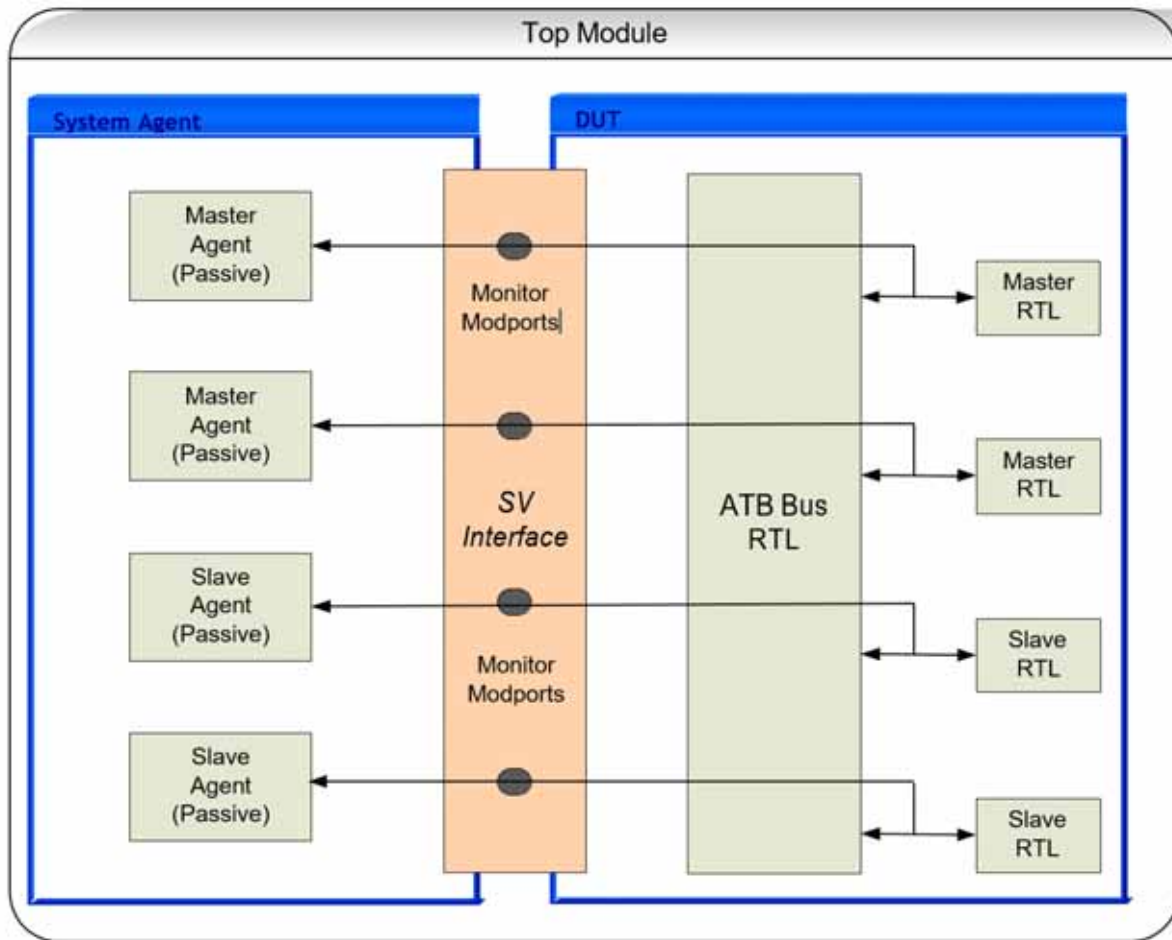 Top Module
System Agent
DUT
Master
Agent
(Passive)
Monitor
Modports
Master
RTL
Master
Agent
(Passive)
SV
Interface
ATB Bus
RTL
Master
RTL
Slave
Agent
(Passive)
Monitor
Modports
Slave
RTL
Slave
Agent
(Passive)
Slave
RTL